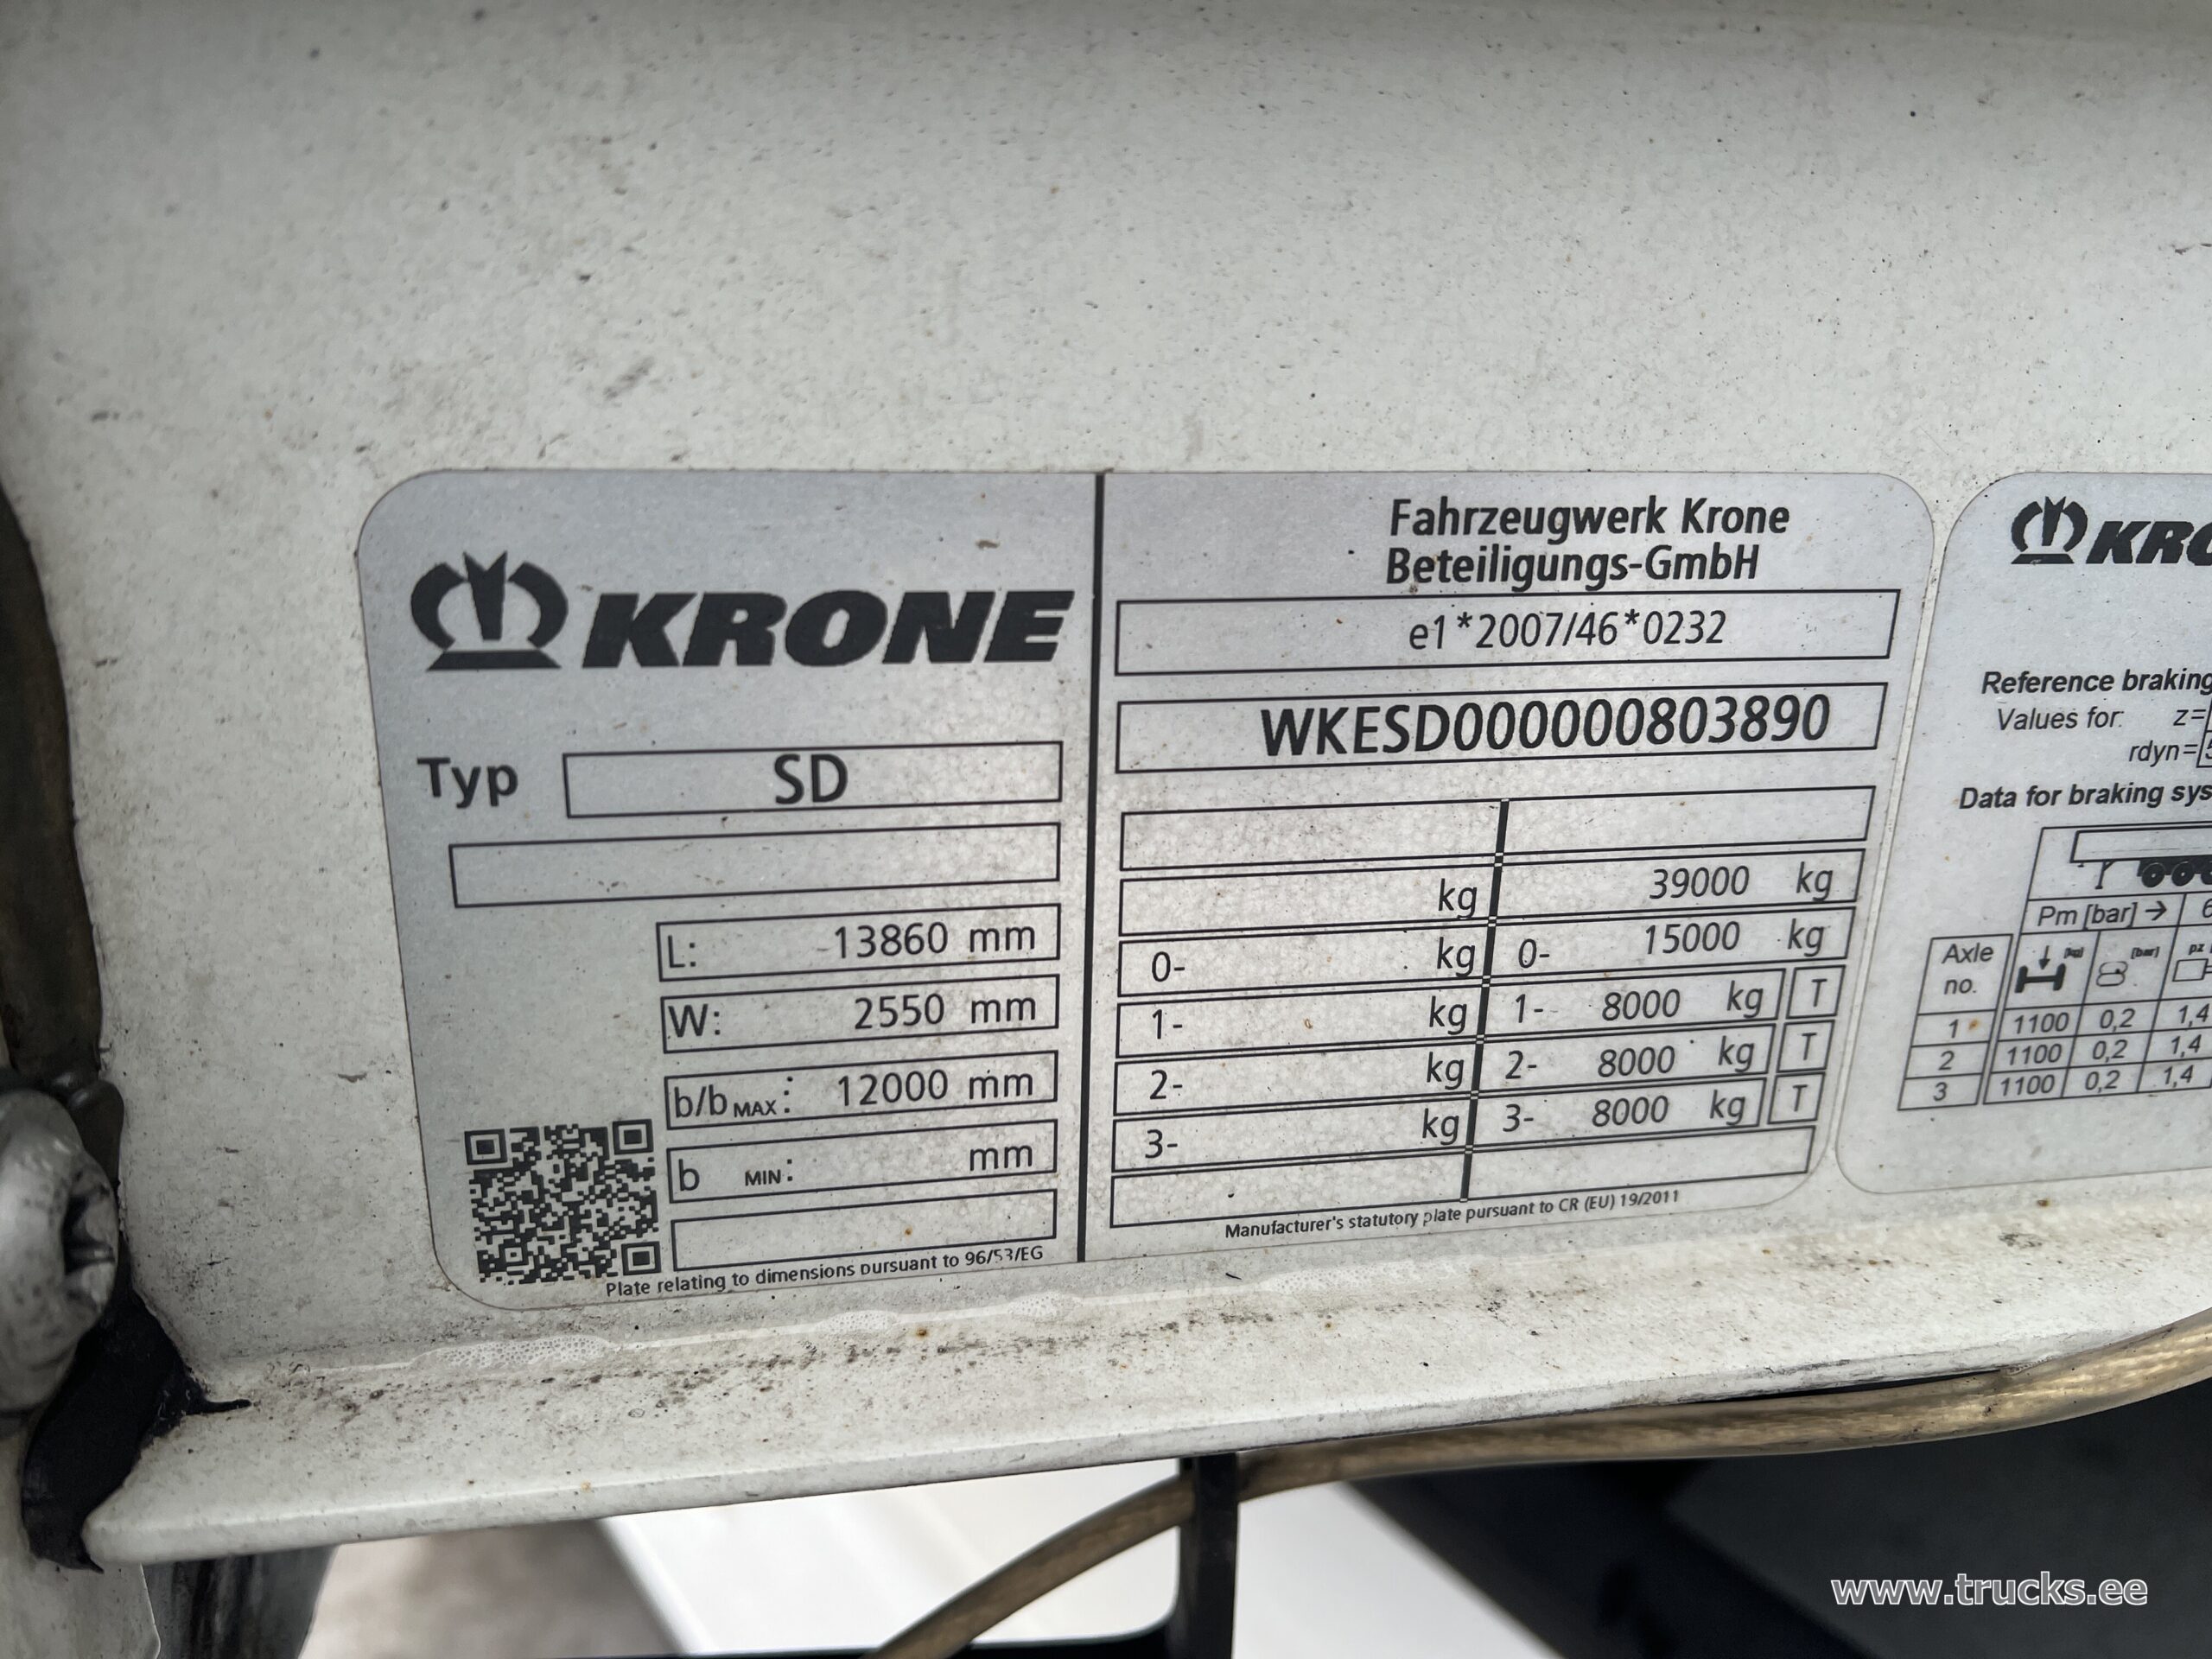 KRONE
Typ SD
L: 13860 mm
W: 2550 mm
b/bMAX: 12000 mm
b MIN: mm
Plate relating to dimensions pursuant to 96/53/EG
Fahrzeugwerk Krone
Beteiligungs-GmbH
e1*2007/46*0232
WKESD000000803890
kg 39000 kg
0- kg 0- 15000 kg
1- kg 1- 8000 kg T
2- kg 2- 8000 kg T
3- kg 3- 8000 kg T
Manufacturer's statutory plate pursuant to CR (EU) 19/2011
KRO
Reference braking
Values for: z=
rdyn=
Data for braking sys
Pm [bar] → 6
Axle no. [kg] [bar] pz
1 1100 0,2 1,4
2 1100 0,2 1,4
3 1100 0,2 1,4
www.trucks.ee